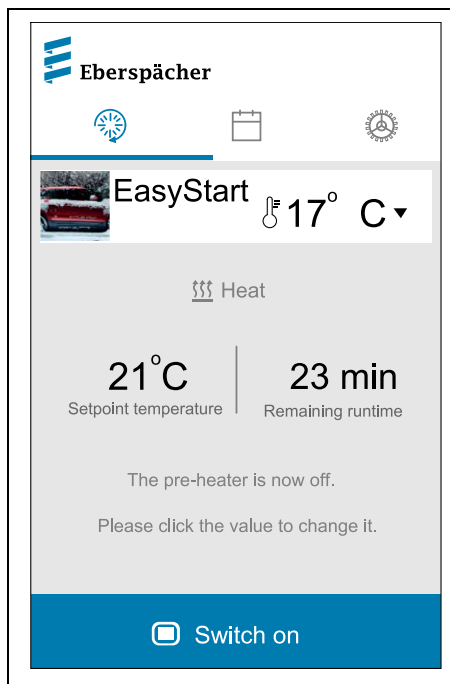 Eberspächer
EasyStart
17° C
Heat
21°C
23 min
Setpoint temperature
Remaining runtime
The pre-heater is now off.
Please click the value to change it.
Switch on